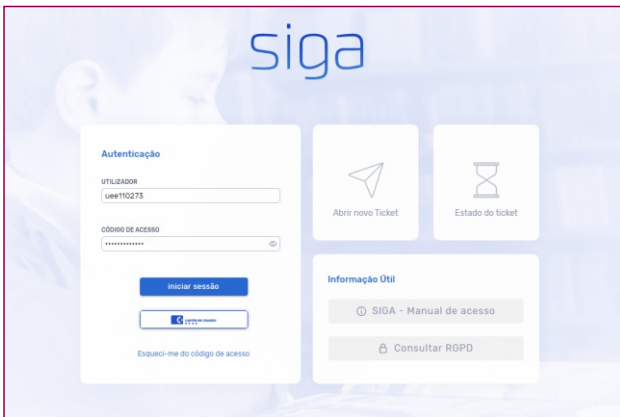 siga
Autenticação
UTILIZADOR
uee110273
CÓDIGO DE ACESSO
•••••••••••••
iniciar sessão
Esqueci-me do código de acesso
Abrir novo Ticket
Estado do ticket
Informação Útil
SIGA - Manual de acesso
Consultar RGPD